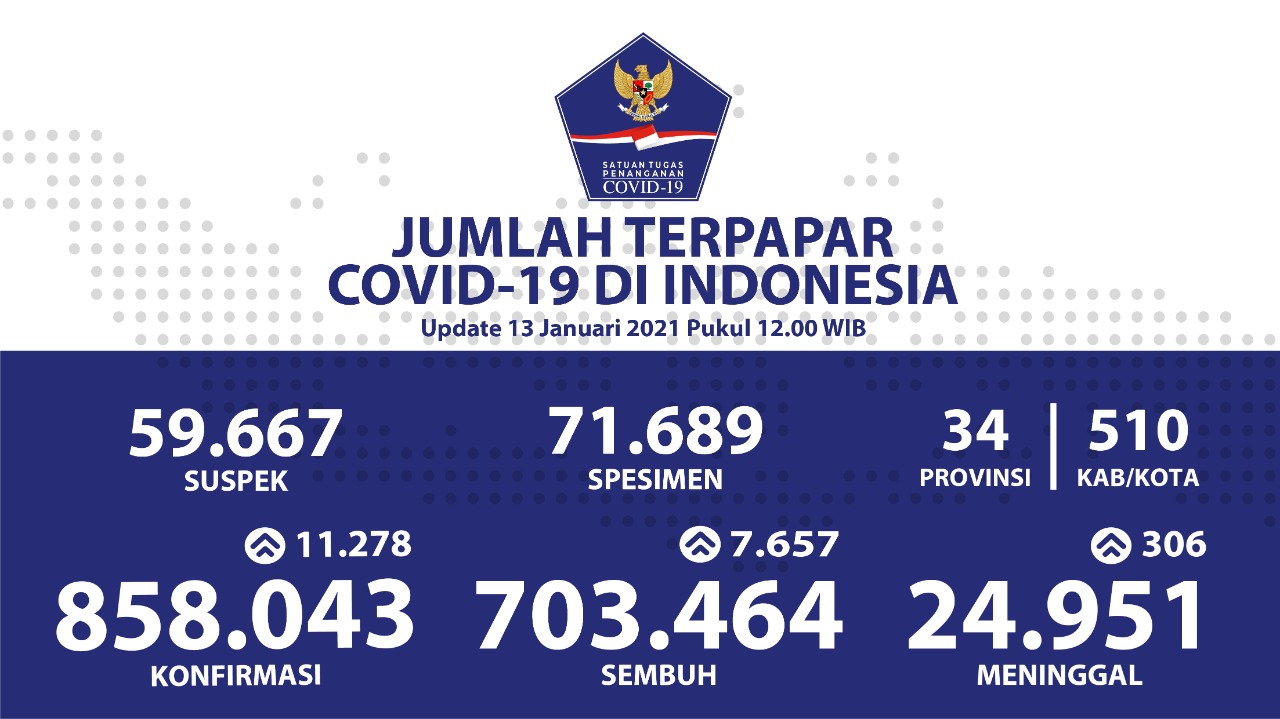 SATUAN TUGAS
PENANGANAN
COVID-19
JUMLAH TERPAPAR
COVID-19 DI INDONESIA
Update 13 Januari 2021 Pukul 12.00 WIB
59.667
SUSPEK
71.689
SPESIMEN
34
PROVINSI
510
KAB/KOTA
11.278
858.043
KONFIRMASI
7.657
703.464
SEMBUH
306
24.951
MENINGGAL